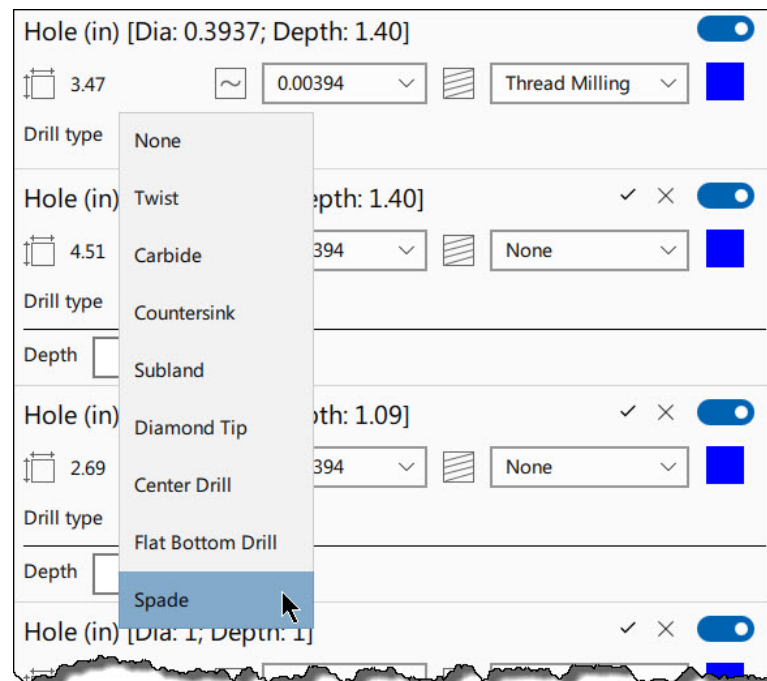 Hole (in) [Dia: 0.3937; Depth: 1.40]
3.47 0.00394 Thread Milling
Drill type
None
Twist
Carbide
Countersink
Subland
Diamond Tip
Center Drill
Flat Bottom Drill
Spade
Hole (in) pth: 1.40]
4.51 394 None
Drill type
Depth
Hole (in) th: 1.09]
2.69 394 None
Drill type
Depth
Hole (in) [Dia: 1; Depth: 1]